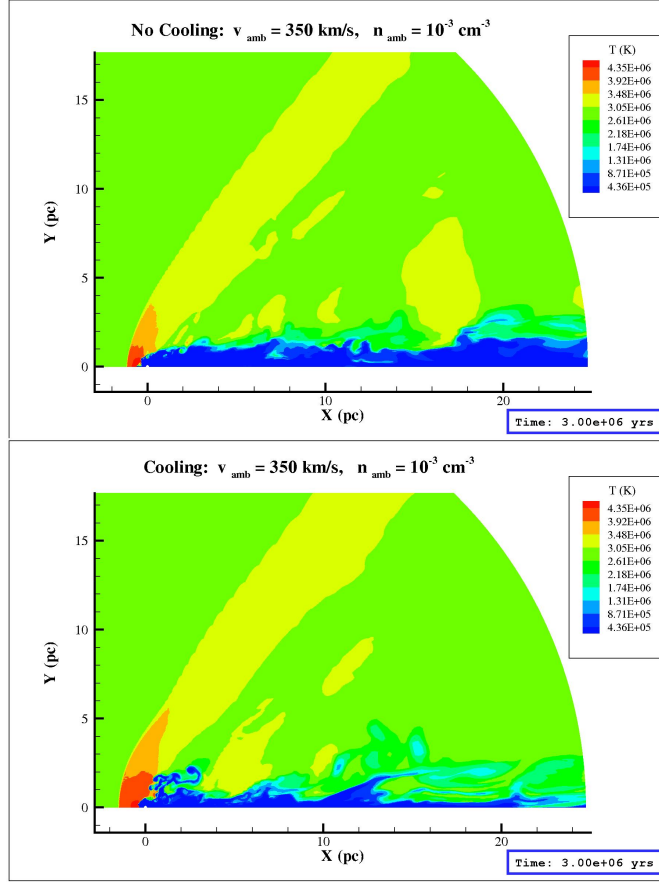 No Cooling: v amb = 350 km/s, n amb = 10-3 cm-3
T (K)
4.35E+06
3.92E+06
3.48E+06
3.05E+06
2.61E+06
2.18E+06
1.74E+06
1.31E+06
8.71E+05
4.36E+05
15
10
5
0
Y (pc)
0 10 20
X (pc)
Time: 3.00e+06 yrs
Cooling: v amb = 350 km/s, n amb = 10-3 cm-3
T (K)
4.35E+06
3.92E+06
3.48E+06
3.05E+06
2.61E+06
2.18E+06
1.74E+06
1.31E+06
8.71E+05
4.36E+05
15
10
5
0
Y (pc)
0 10 20
X (pc)
Time: 3.00e+06 yrs